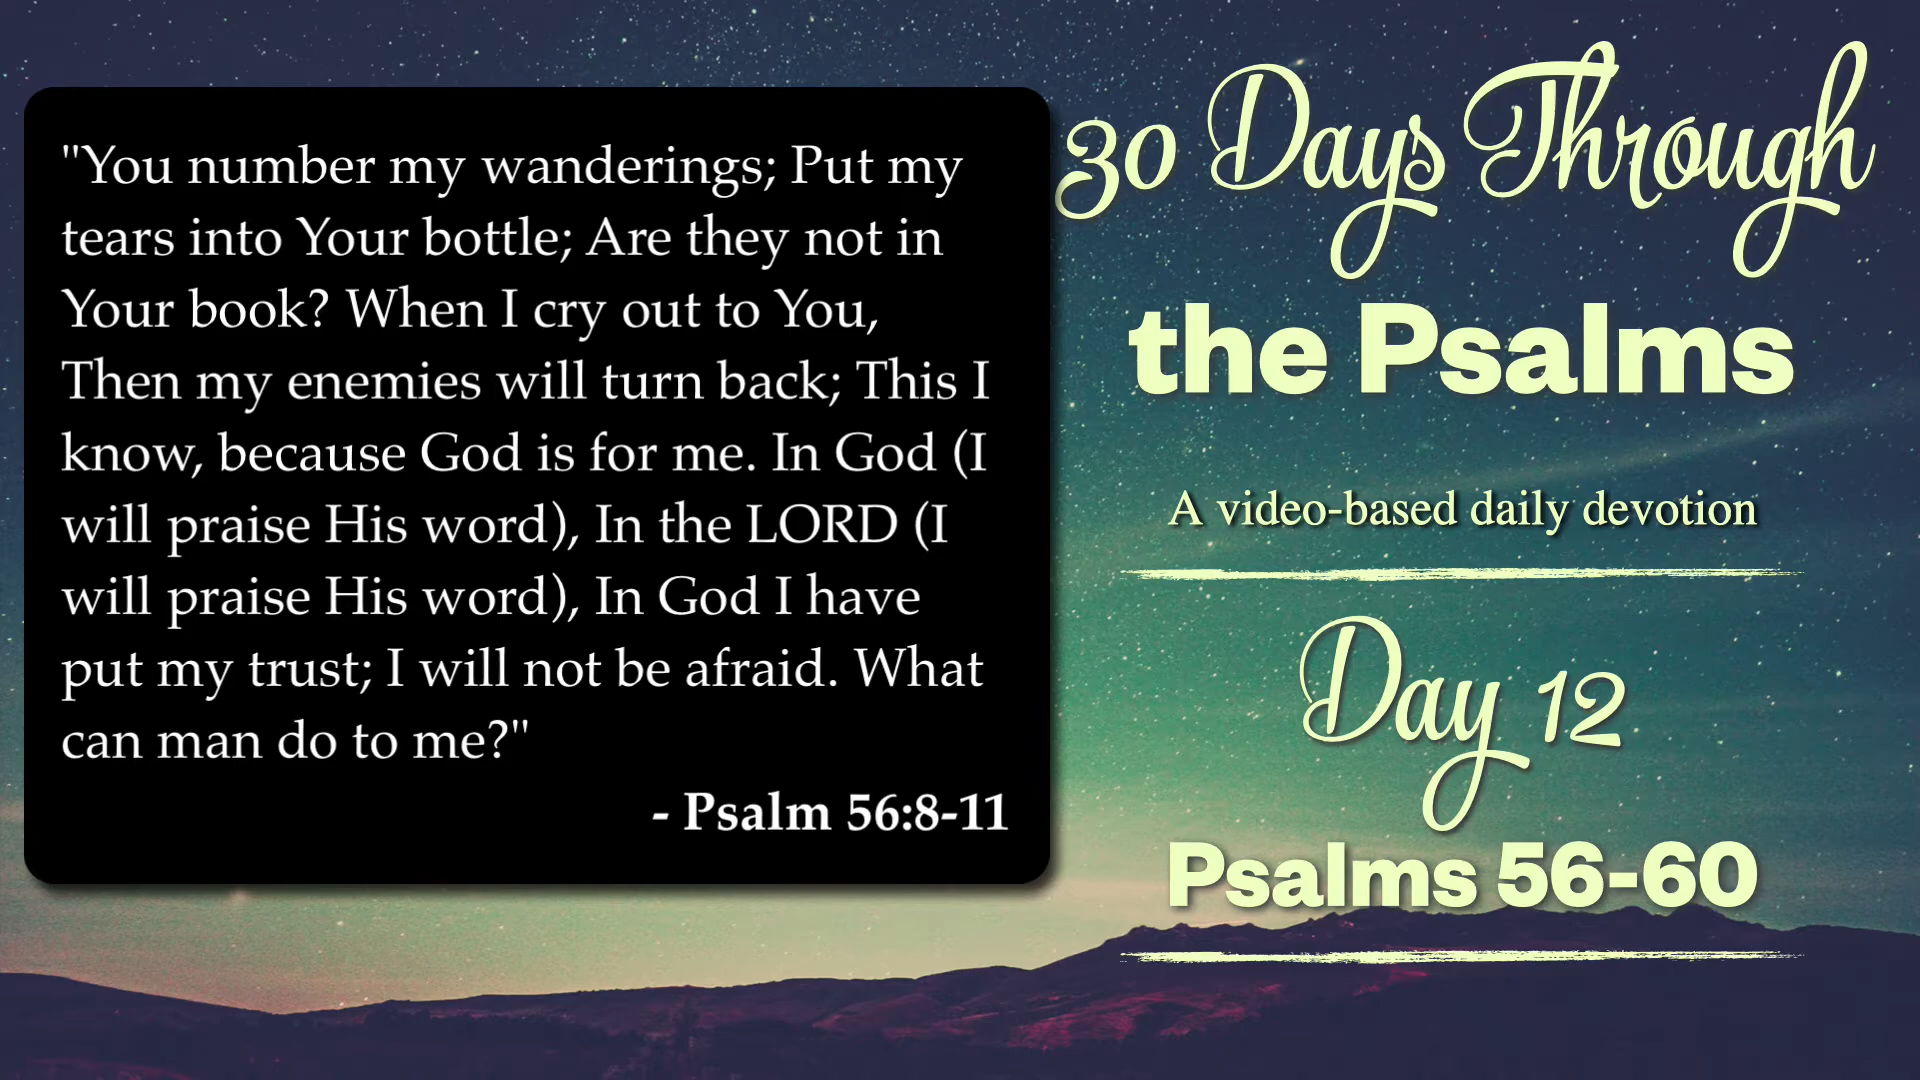 "You number my wanderings; Put my
tears into Your bottle; Are they not in
Your book? When I cry out to You,
Then my enemies will turn back; This I
know, because God is for me. In God (I
will praise His word), In the LORD (I
will praise His word), In God I have
put my trust; I will not be afraid. What
can man do to me?"
- Psalm 56:8-11
30 Days Through
the Psalms
A video-based daily devotion
Day 12
Psalms 56-60